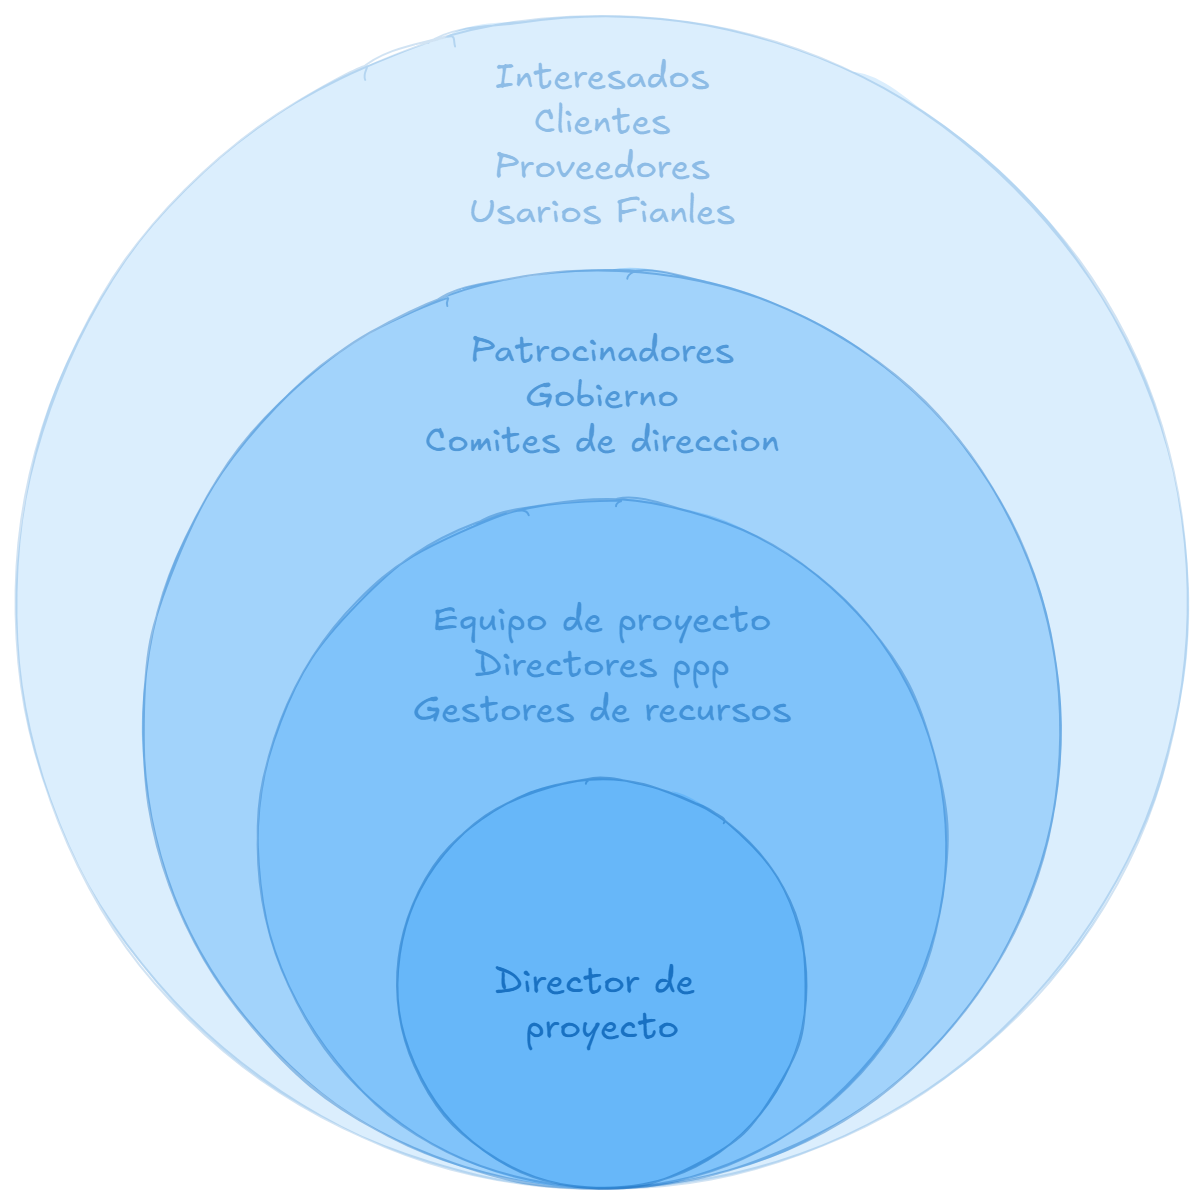 Interesados
Clientes
Proveedores
Usarios Fianles
Patrocinadores
Gobierno
Comites de direccion
Equipo de proyecto
Directores ppp
Gestores de recursos
Director de
proyecto